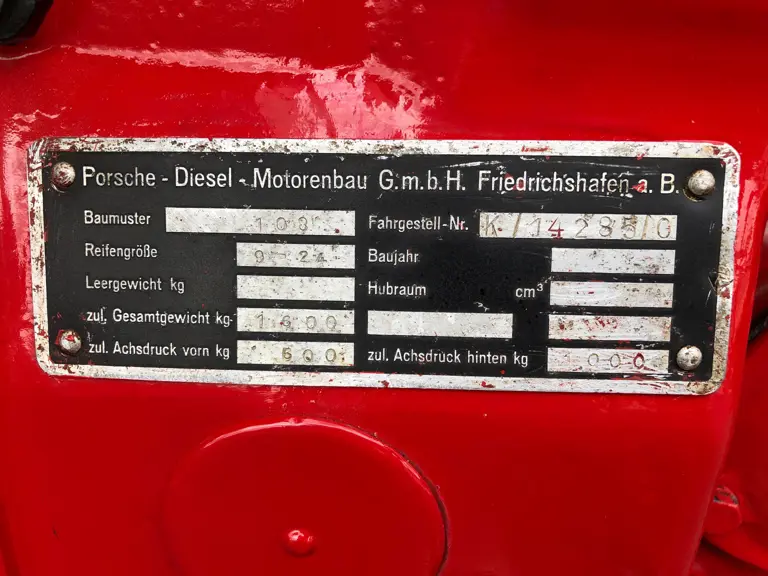 Porsche - Diesel - Motorenbau G.m.b.H. Friedrichshafen a. B.
Baumuster 108 Fahrgestell-Nr. K/14285/0
Reifengröße 9-24 Baujahr
Leergewicht kg Hubraum cm³
zul. Gesamtgewicht kg 1600
zul. Achsdruck vorn kg 600 zul. Achsdruck hinten kg 1000